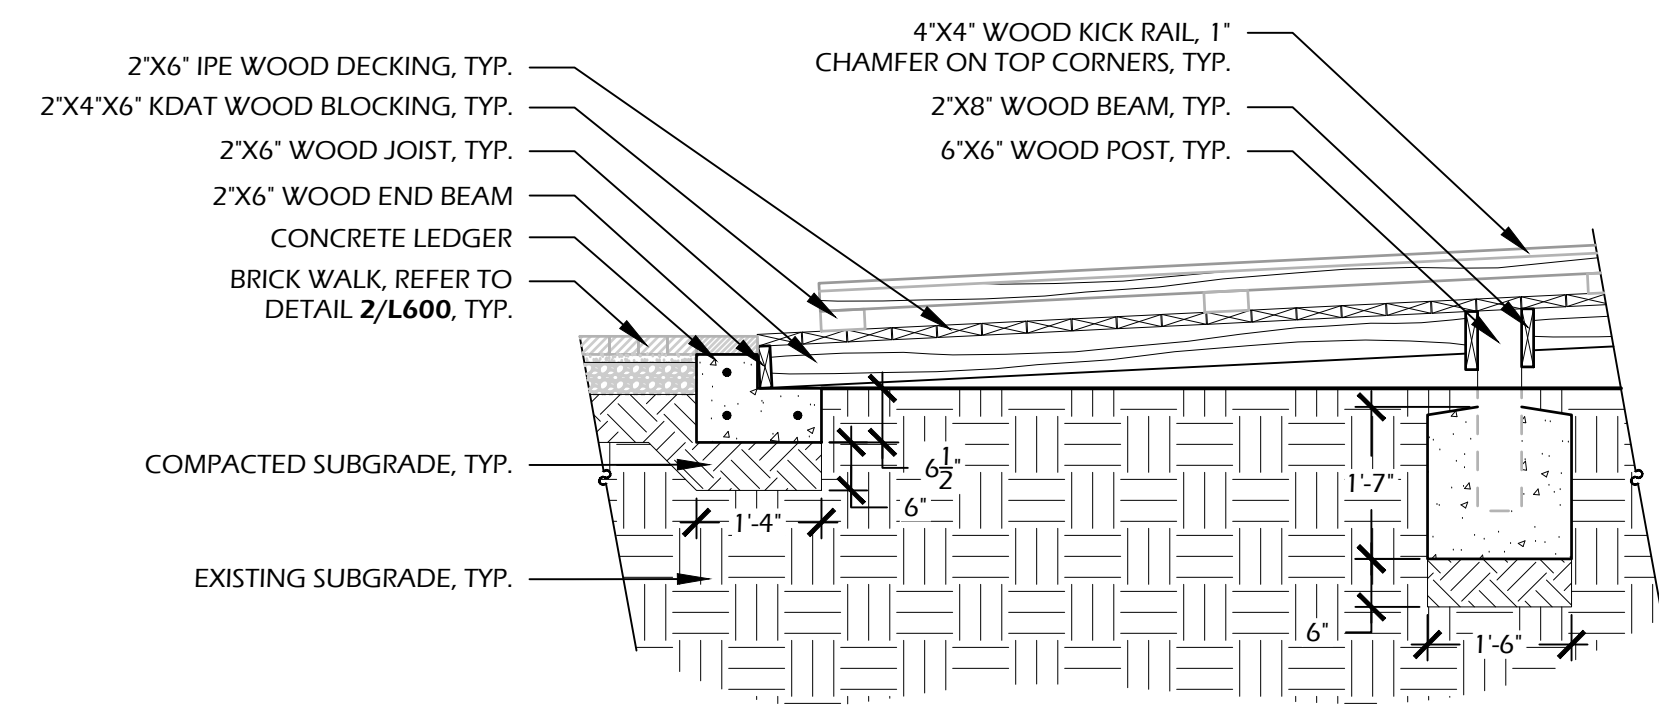 2"X6" IPE WOOD DECKING, TYP.
2"X4"X6" KDAT WOOD BLOCKING, TYP.
2"X6" WOOD JOIST, TYP.
2"X6" WOOD END BEAM
CONCRETE LEDGER
BRICK WALK, REFER TO
DETAIL 2/L600, TYP.
COMPACTED SUBGRADE, TYP.
EXISTING SUBGRADE, TYP.
4"X4" WOOD KICK RAIL, 1"
CHAMFER ON TOP CORNERS, TYP.
2"X8" WOOD BEAM, TYP.
6"X6" WOOD POST, TYP.
6 1/2"
6"
1'-4"
1'-7"
6"
1'-6"